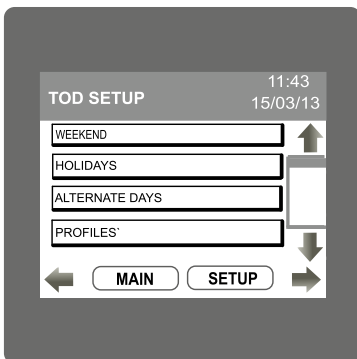 11:43
TOD SETUP 15/03/13
WEEKEND
HOLIDAYS
ALTERNATE DAYS
PROFILES`
MAIN SETUP